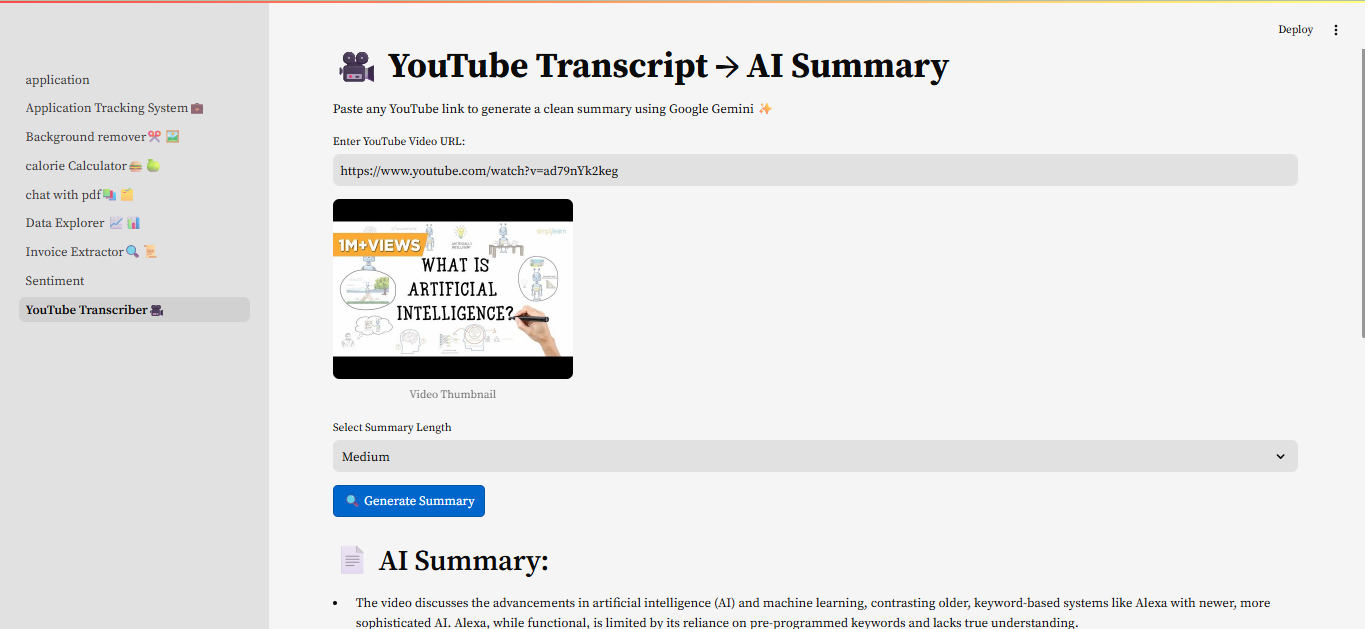 Deploy
application
Application Tracking System💼
Background remover✂️ 🖼️
calorie Calculator🍔 🍏
chat with pdf📚 🗂️
Data Explorer 📈 📊
Invoice Extractor🔍 📜
Sentiment
YouTube Transcriber🎥
🎥 YouTube Transcript → AI Summary
Paste any YouTube link to generate a clean summary using Google Gemini ✨
Enter YouTube Video URL:
https://www.youtube.com/watch?v=ad79nYk2keg
simplilearn
1M+VIEWS
WHAT IS
ARTIFICIAL
INTELLIGENCE?
Video Thumbnail
Select Summary Length
Medium
🔍 Generate Summary
📄 AI Summary:
• The video discusses the advancements in artificial intelligence (AI) and machine learning, contrasting older, keyword-based systems like Alexa with newer, more
sophisticated AI. Alexa, while functional, is limited by its reliance on pre-programmed keywords and lacks true understanding.